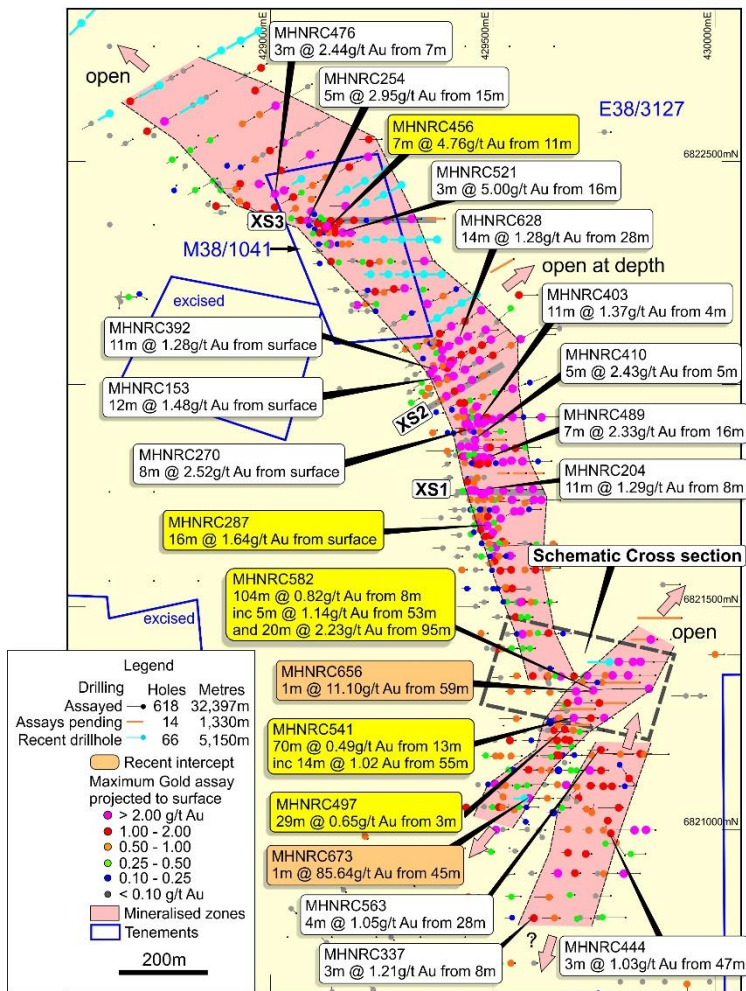 429000mE
429500mE
430000mE
MHNRC476
3m @ 2.44g/t Au from 7m
open
MHNRC254
5m @ 2.95g/t Au from 15m
E38/3127
MHNRC456
7m @ 4.76g/t Au from 11m
6822500mN
MHNRC521
3m @ 5.00g/t Au from 16m
XS3
MHNRC628
14m @ 1.28g/t Au from 28m
M38/1041
open at depth
excised
MHNRC403
11m @ 1.37g/t Au from 4m
MHNRC392
11m @ 1.28g/t Au from surface
MHNRC410
5m @ 2.43g/t Au from 5m
MHNRC153
12m @ 1.48g/t Au from surface
XS2
MHNRC489
7m @ 2.33g/t Au from 16m
MHNRC270
8m @ 2.52g/t Au from surface
MHNRC204
11m @ 1.29g/t Au from 8m
XS1
MHNRC287
16m @ 1.64g/t Au from surface
Schematic Cross section
MHNRC582
104m @ 0.82g/t Au from 8m
inc 5m @ 1.14g/t Au from 53m
and 20m @ 2.23g/t Au from 95m
6821500mN
excised
open
MHNRC656
1m @ 11.10g/t Au from 59m
MHNRC541
70m @ 0.49g/t Au from 13m
inc 14m @ 1.02 Au from 55m
MHNRC497
29m @ 0.65g/t Au from 3m
6821000mN
MHNRC673
1m @ 85.64g/t Au from 45m
MHNRC563
4m @ 1.05g/t Au from 28m
?
MHNRC337
3m @ 1.21g/t Au from 8m
MHNRC444
3m @ 1.03g/t Au from 47m
Legend
Drilling Holes Metres
Assayed 618 32,397m
Assays pending 14 1,330m
Recent drillhole 66 5,150m
Recent intercept
Maximum Gold assay
projected to surface
> 2.00 g/t Au
1.00 - 2.00
0.50 - 1.00
0.25 - 0.50
0.10 - 0.25
< 0.10 g/t Au
Mineralised zones
Tenements
200m